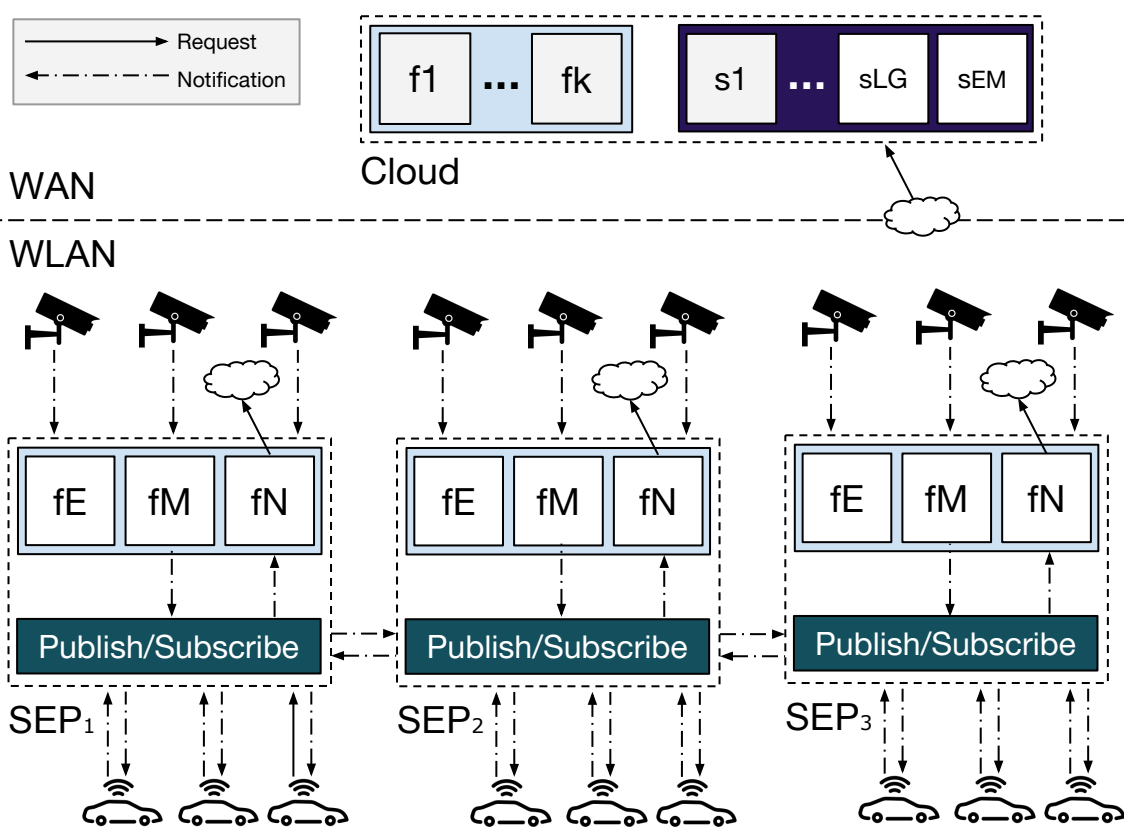 Request
Notification
f1 ... fk
s1 ... sLG sEM
Cloud
WAN
WLAN
fE fM fN
fE fM fN
fE fM fN
Publish/Subscribe
Publish/Subscribe
Publish/Subscribe
SEP1
SEP2
SEP3